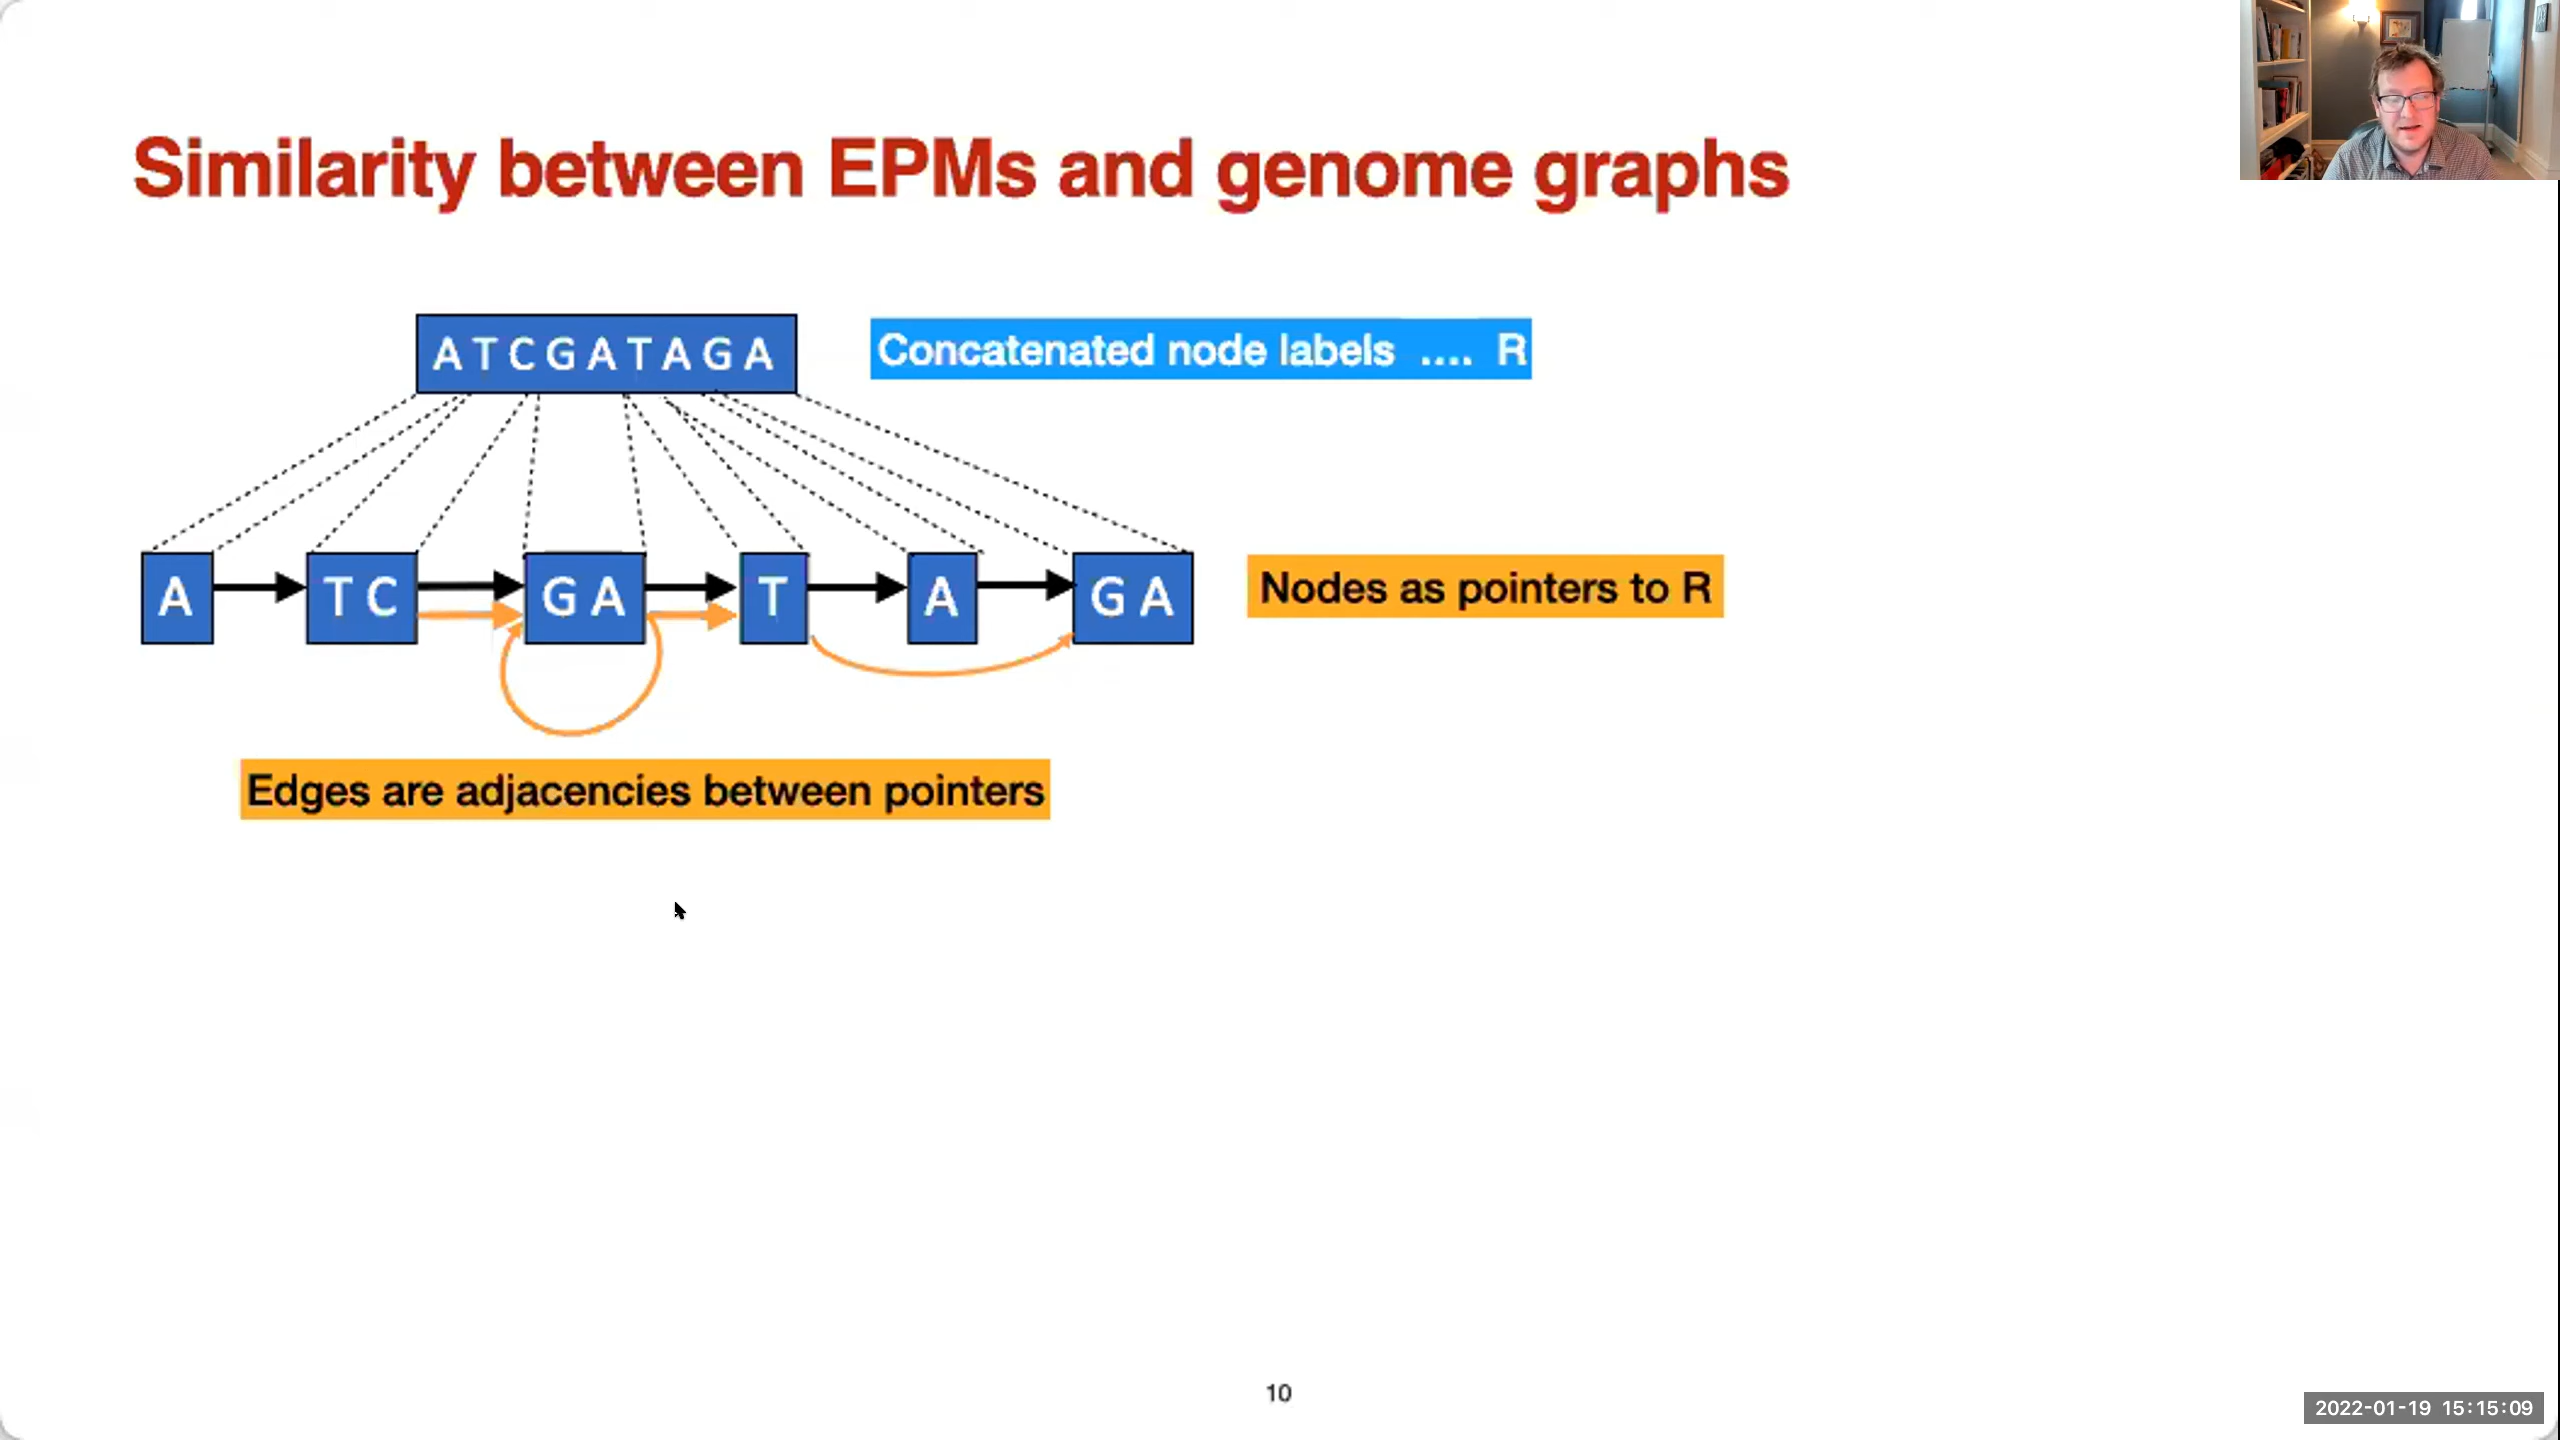 Similarity between EPMs and genome graphs
ATCGATAGA
Concatenated node labels .... R
A
TC
GA
T
A
GA
Nodes as pointers to R
Edges are adjacencies between pointers
10
2022-01-19 15:15:09